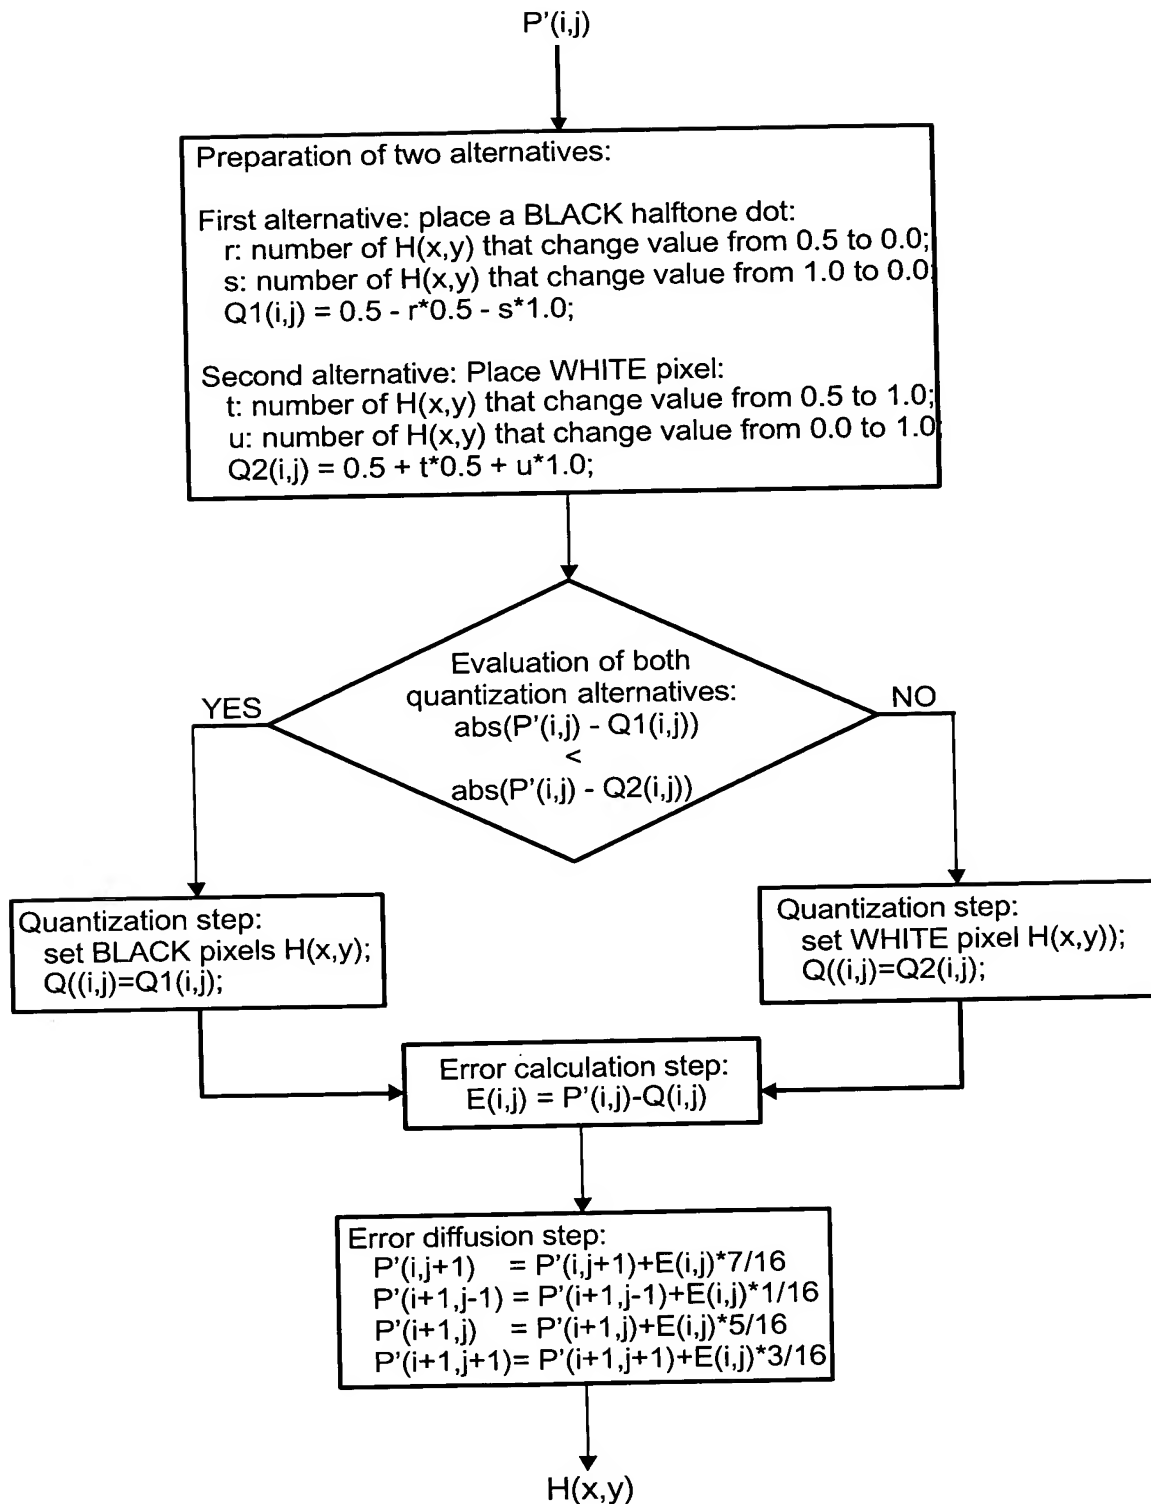 P'(i,j)
Preparation of two alternatives:
First alternative: place a BLACK halftone dot:
r: number of H(x,y) that change value from 0.5 to 0.0;
s: number of H(x,y) that change value from 1.0 to 0.0;
Q1(i,j) = 0.5 - r*0.5 - s*1.0;
Second alternative: Place WHITE pixel:
t: number of H(x,y) that change value from 0.5 to 1.0;
u: number of H(x,y) that change value from 0.0 to 1.0
Q2(i,j) = 0.5 + t*0.5 + u*1.0;
Evaluation of both
quantization alternatives:
abs(P'(i,j) - Q1(i,j))
<
abs(P'(i,j) - Q2(i,j))
YES
NO
Quantization step:
set BLACK pixels H(x,y);
Q((i,j)=Q1(i,j);
Quantization step:
set WHITE pixel H(x,y));
Q((i,j)=Q2(i,j);
Error calculation step:
E(i,j) = P'(i,j)-Q(i,j)
Error diffusion step:
P'(i,j+1) = P'(i,j+1)+E(i,j)*7/16
P'(i+1,j-1) = P'(i+1,j-1)+E(i,j)*1/16
P'(i+1,j) = P'(i+1,j)+E(i,j)*5/16
P'(i+1,j+1)= P'(i+1,j+1)+E(i,j)*3/16
H(x,y)